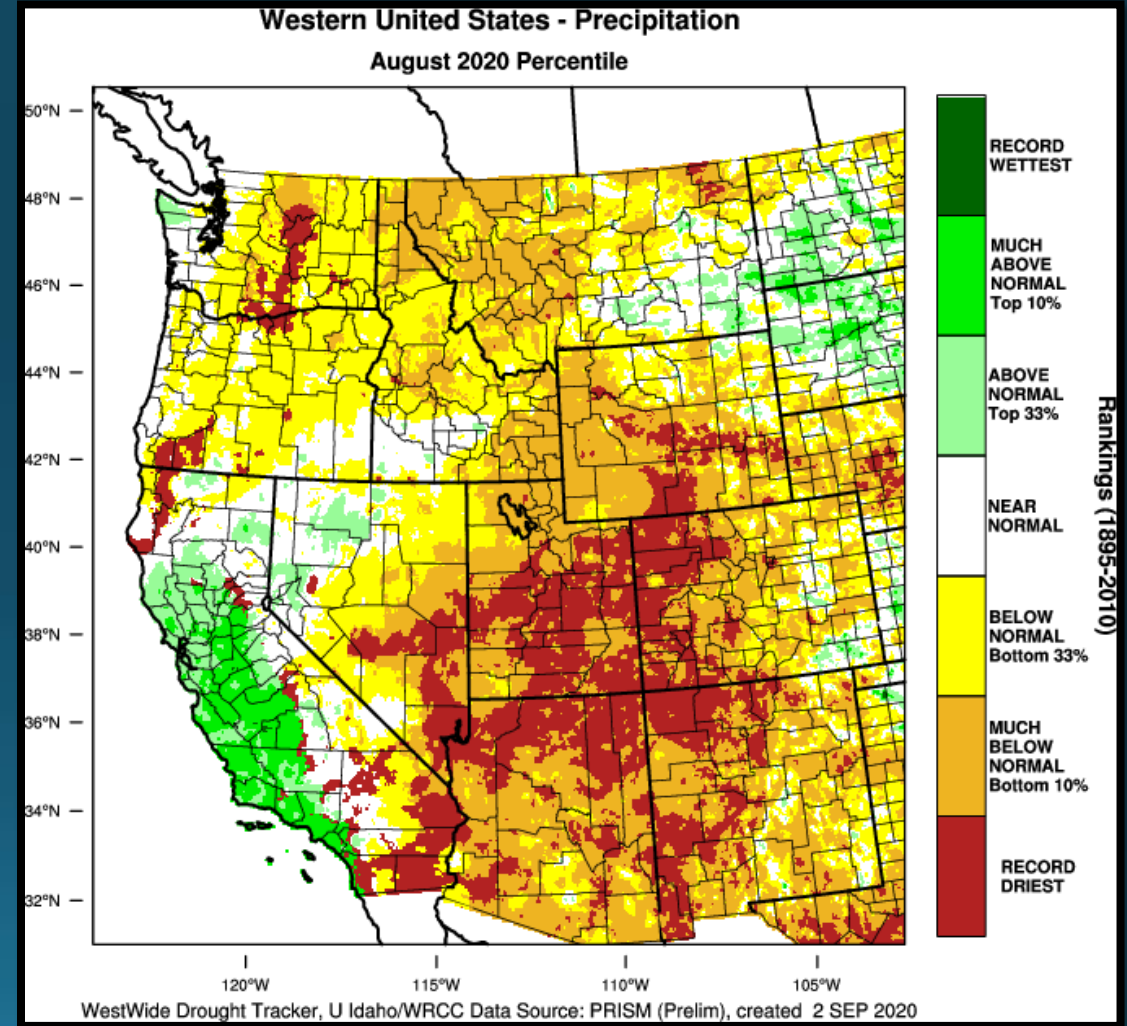 Western United States - Precipitation
August 2020 Percentile
50°N
48°N
46°N
44°N
42°N
40°N
38°N
36°N
34°N
32°N
120°W
115°W
110°W
105°W
RECORD
WETTEST
MUCH
ABOVE
NORMAL
Top 10%
ABOVE
NORMAL
Top 33%
NEAR
NORMAL
BELOW
NORMAL
Bottom 33%
MUCH
BELOW
NORMAL
Bottom 10%
RECORD
DRIEST
Rankings (1895-2010)
WestWide Drought Tracker, U Idaho/WRCC Data Source: PRISM (Prelim), created 2 SEP 2020